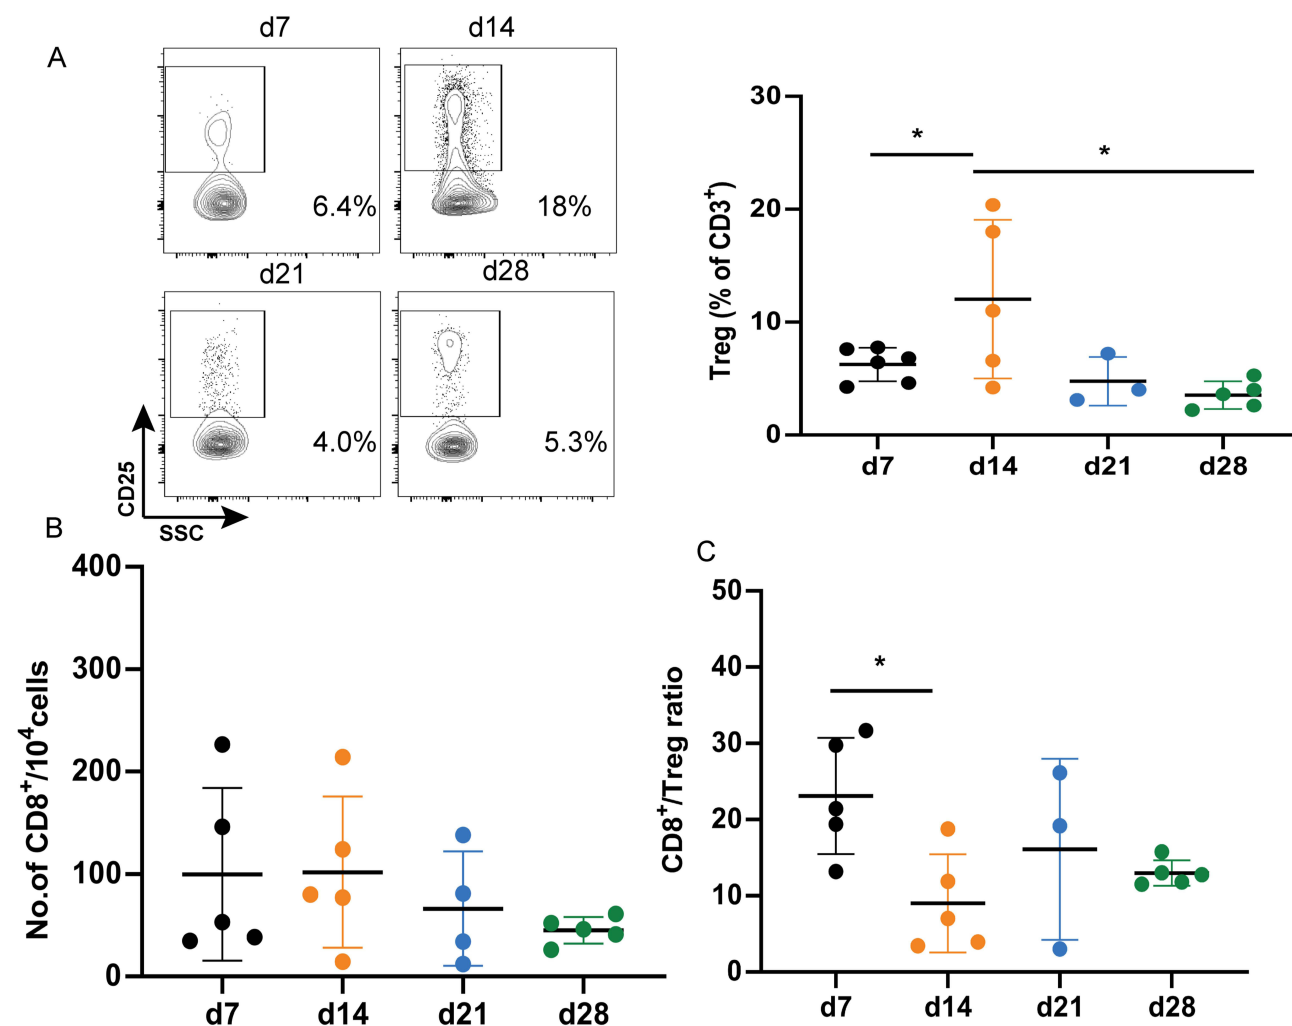 A
d7
d14
6.4%
18%
d21
d28
4.0%
5.3%
CD25
SSC
30
20
10
0
Treg (% of CD3⁺)
*
*
d7
d14
d21
d28
B
400
300
200
100
0
No.of CD8⁺/10⁴cells
d7
d14
d21
d28
C
50
40
30
20
10
0
CD8⁺/Treg ratio
*
d7
d14
d21
d28